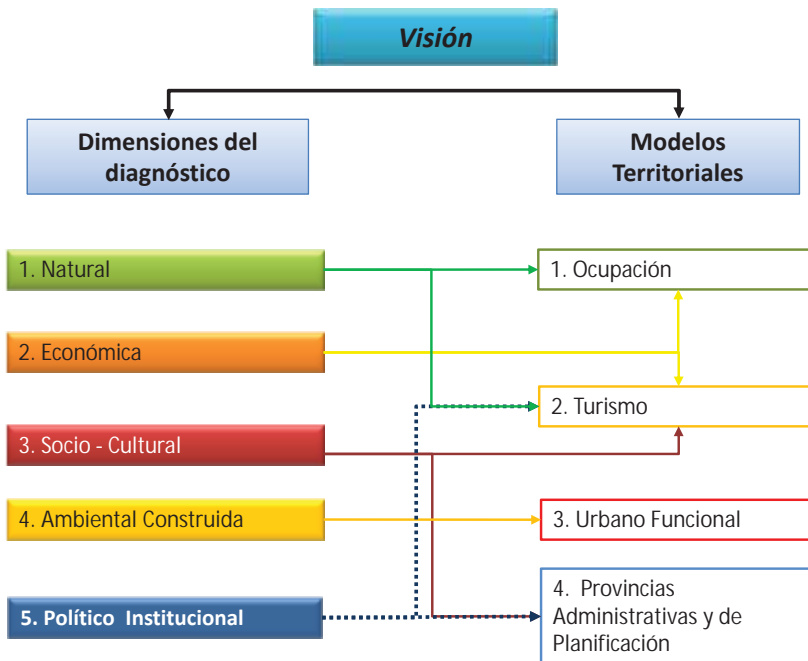 Visión
Dimensiones del
diagnóstico
Modelos
Territoriales
1. Natural
1. Ocupación
2. Económica
2. Turismo
3. Socio - Cultural
4. Ambiental Construida
3. Urbano Funcional
5. Político Institucional
4. Provincias
Administrativas y de
Planificación